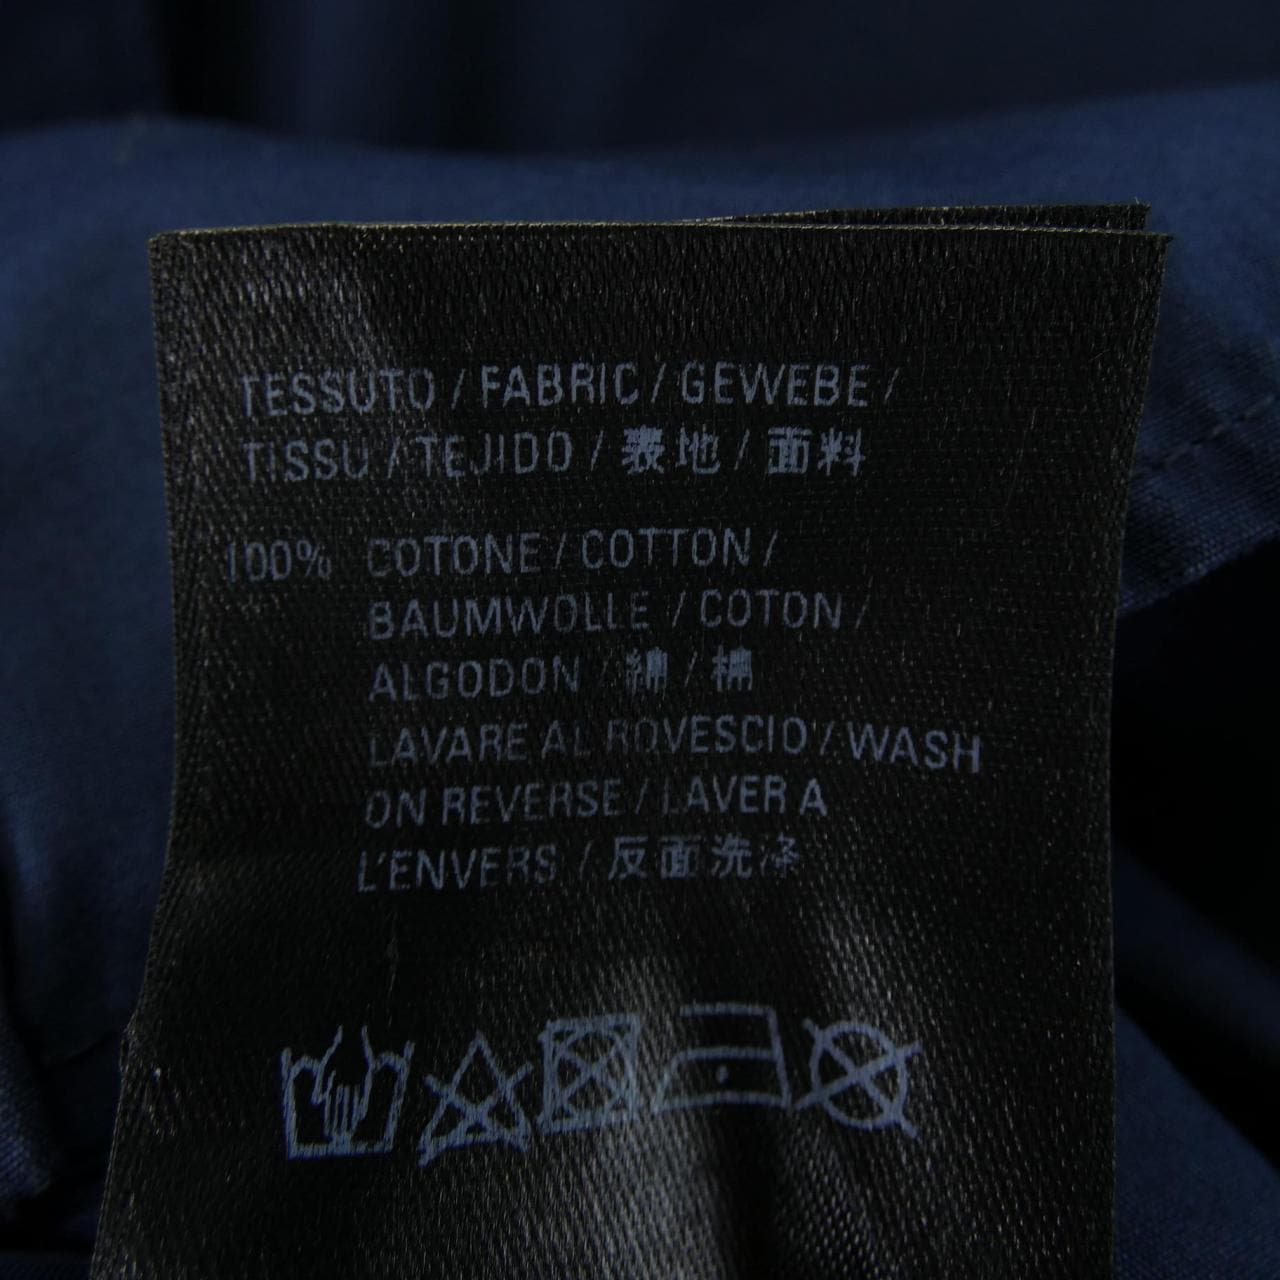 TESSUTO / FABRIC / GEWEBE /
TISSU / TEJIDO / 表地 / 面料
100% COTONE / COTTON /
BAUMWOLLE / COTON /
ALGODON / 綿 / 棉
LAVARE AL ROVESCIO / WASH
ON REVERSE / LAVER A
L'ENVERS / 反面洗涤